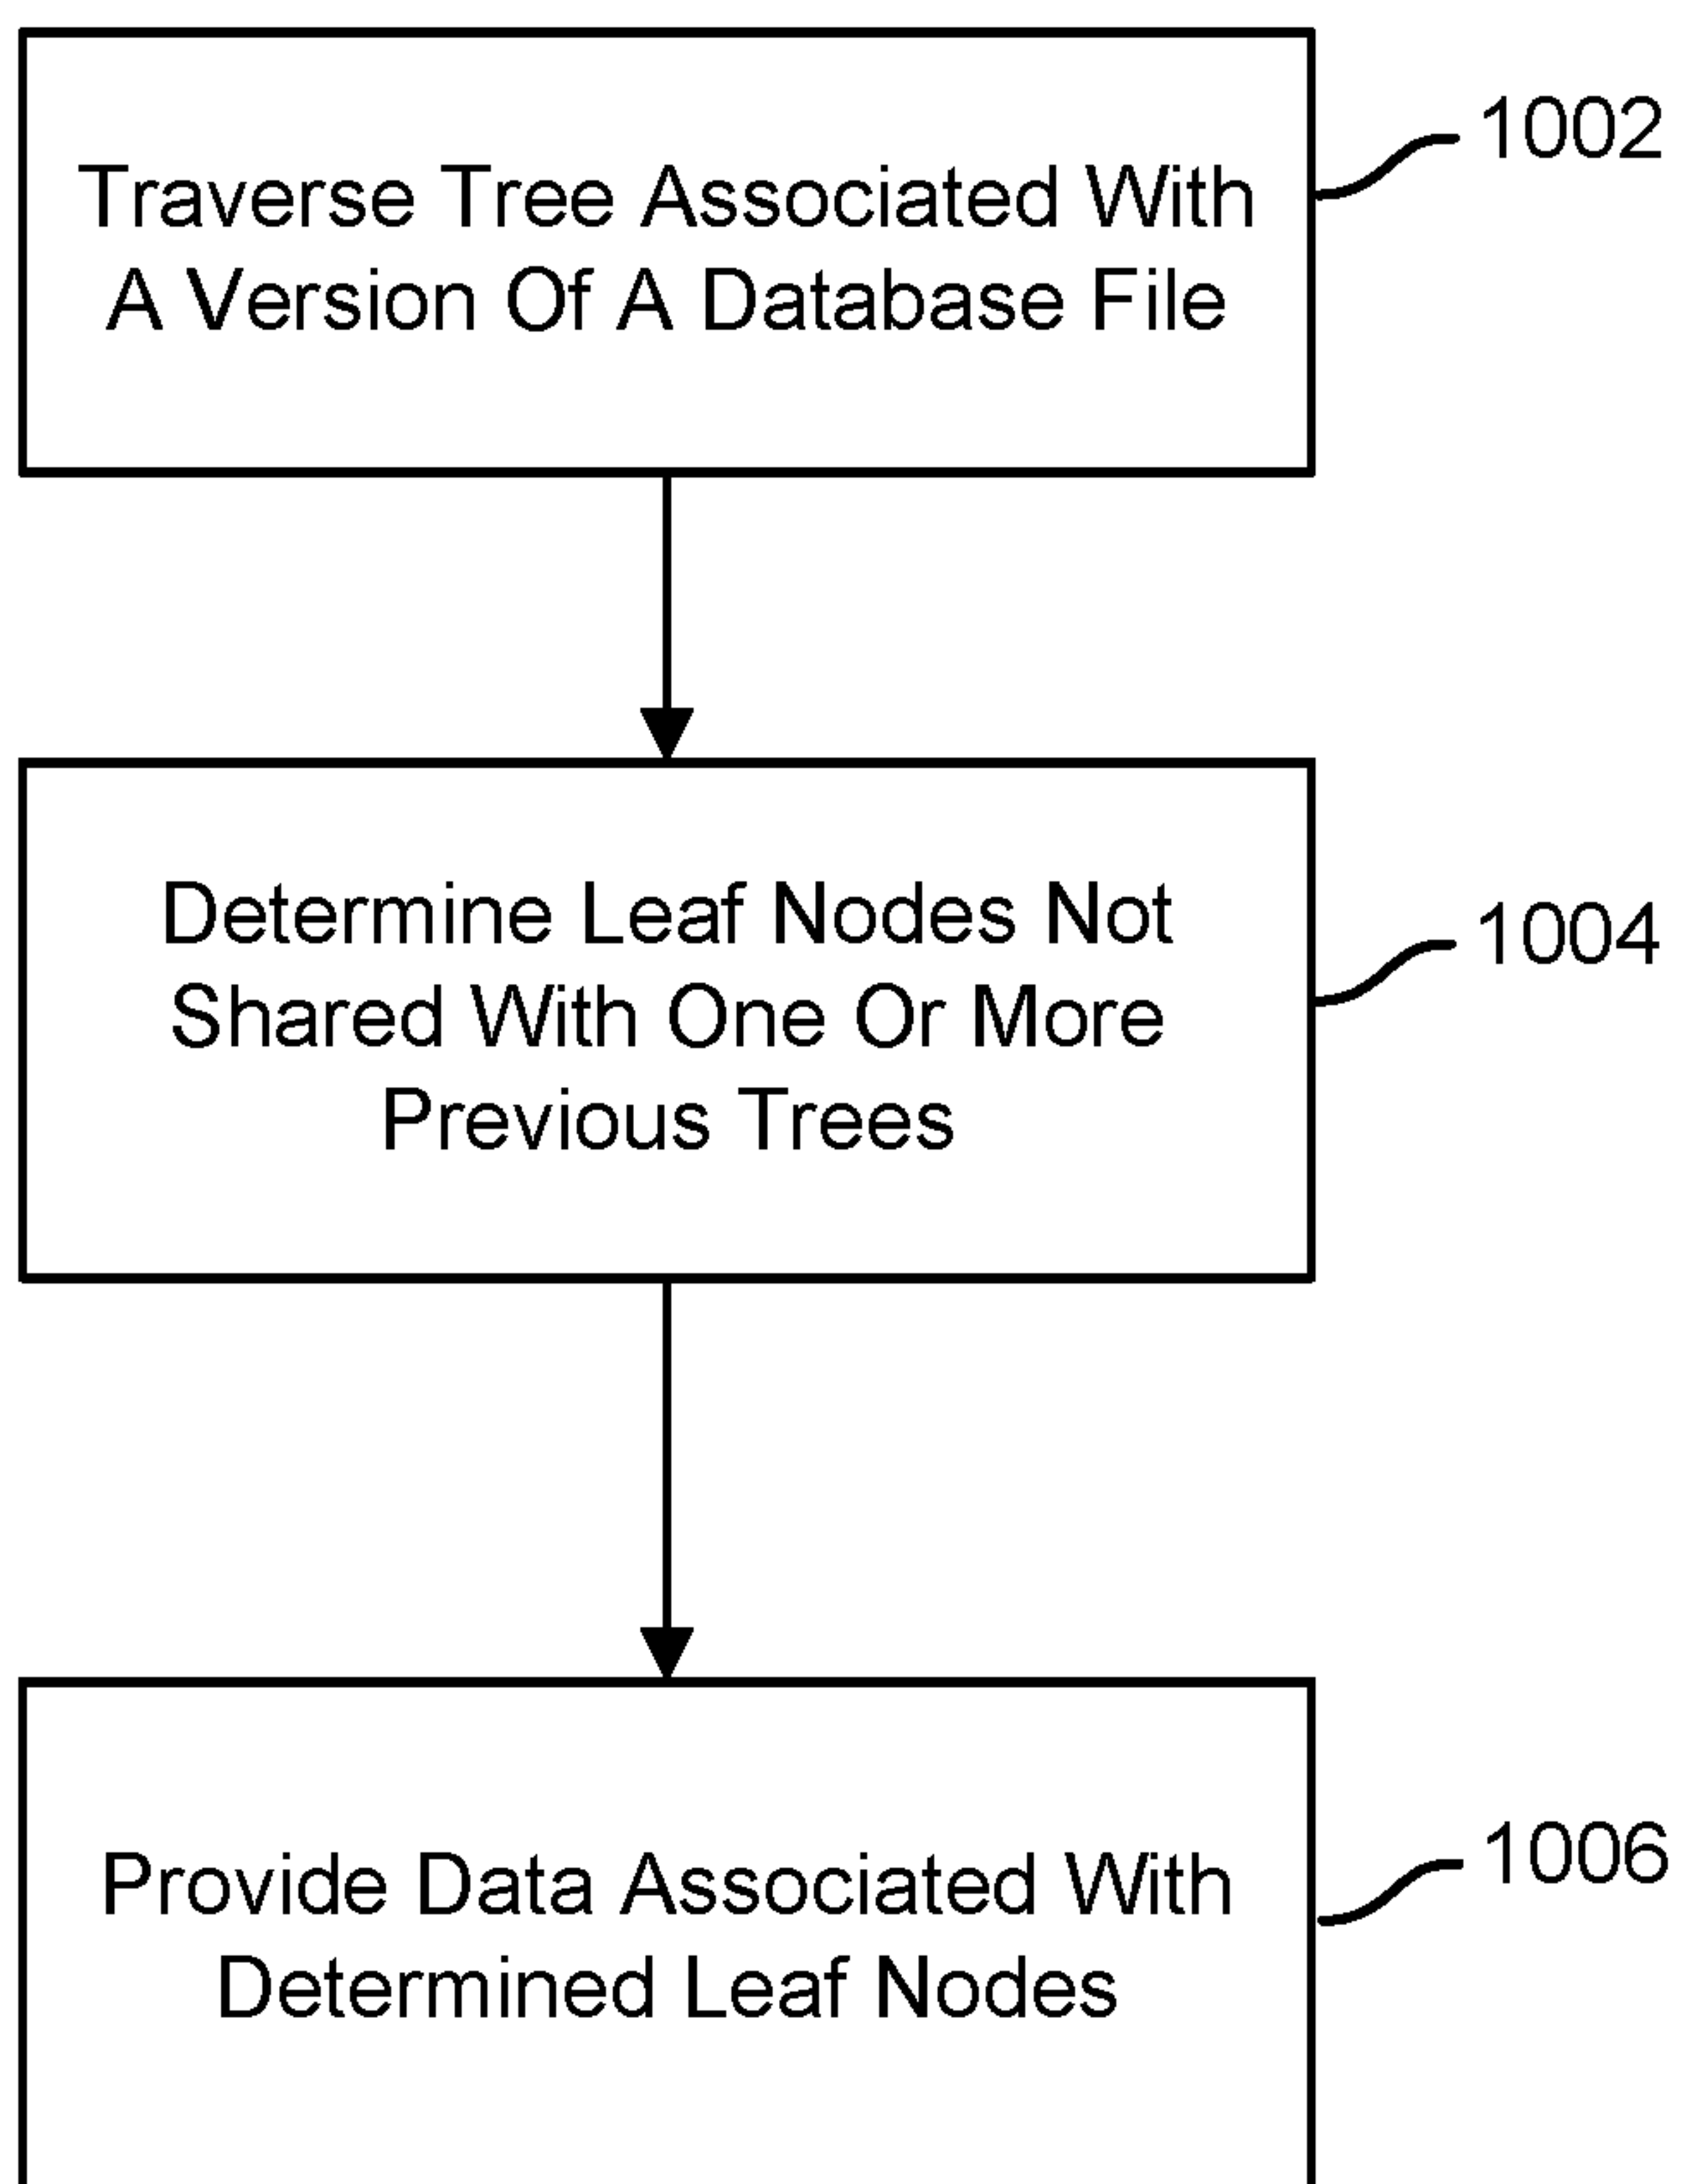 Traverse Tree Associated With
A Version Of A Database File
1002
Determine Leaf Nodes Not
Shared With One Or More
Previous Trees
1004
Provide Data Associated With
Determined Leaf Nodes
1006